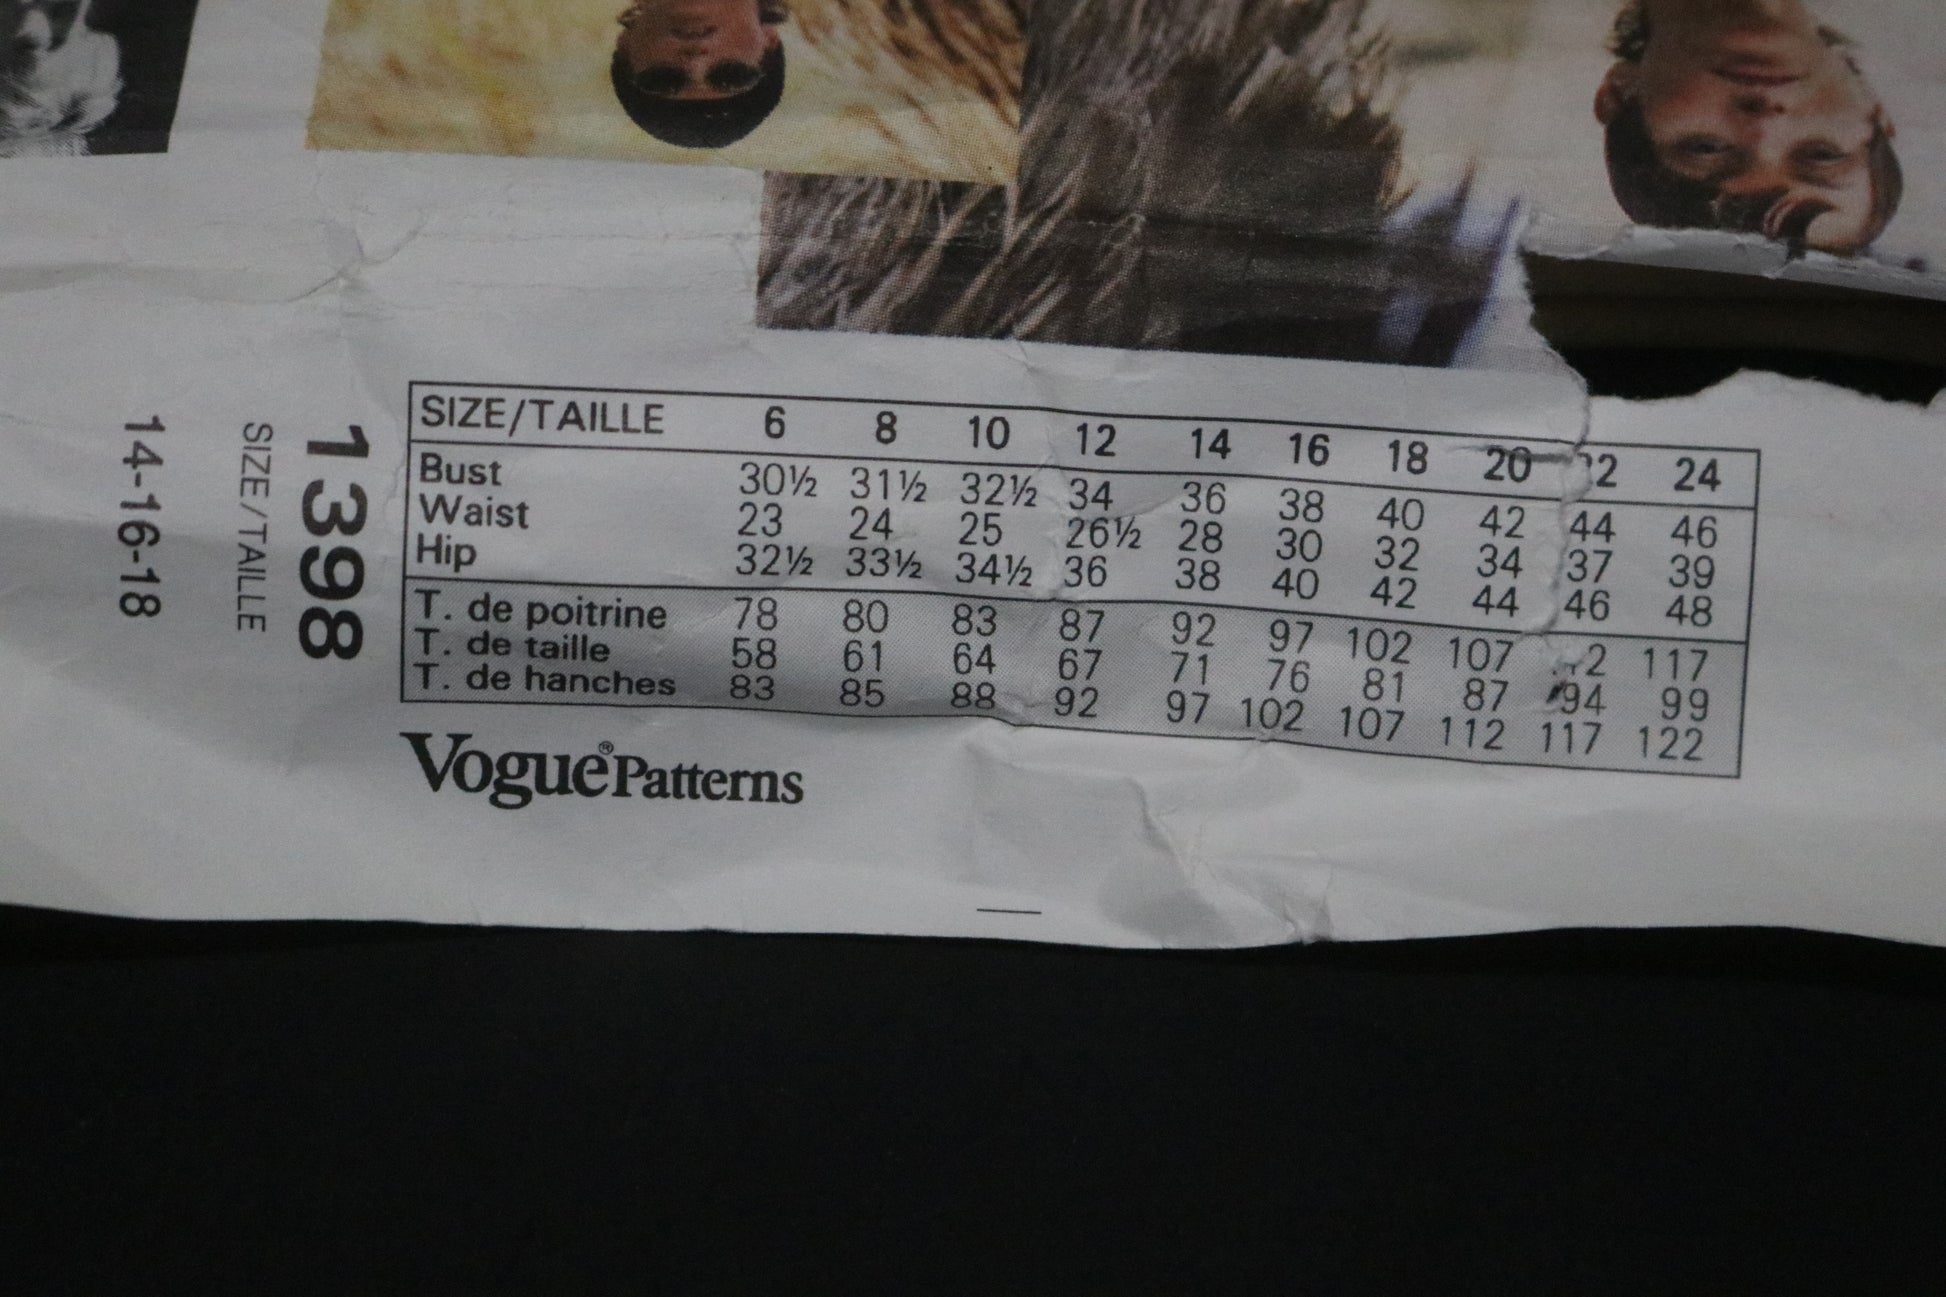 SIZE/TAILLE 6 8 10 12 14 16 18 20 24
Bust 30½ 31½ 32½ 34 36 38 40 42 44 46
Waist 23 24 25 26½ 28 30 32 34 37 39
Hip 32½ 33½ 34½ 36 38 40 42 44 46 48
T. de poitrine 78 80 83 87 92 97 102 107 117
T. de taille 58 61 64 67 71 76 81 87 94 99
T. de hanches 83 85 88 92 97 102 107 112 117 122
Vogue® Patterns
1398
SIZE/TAILLE
14-16-18